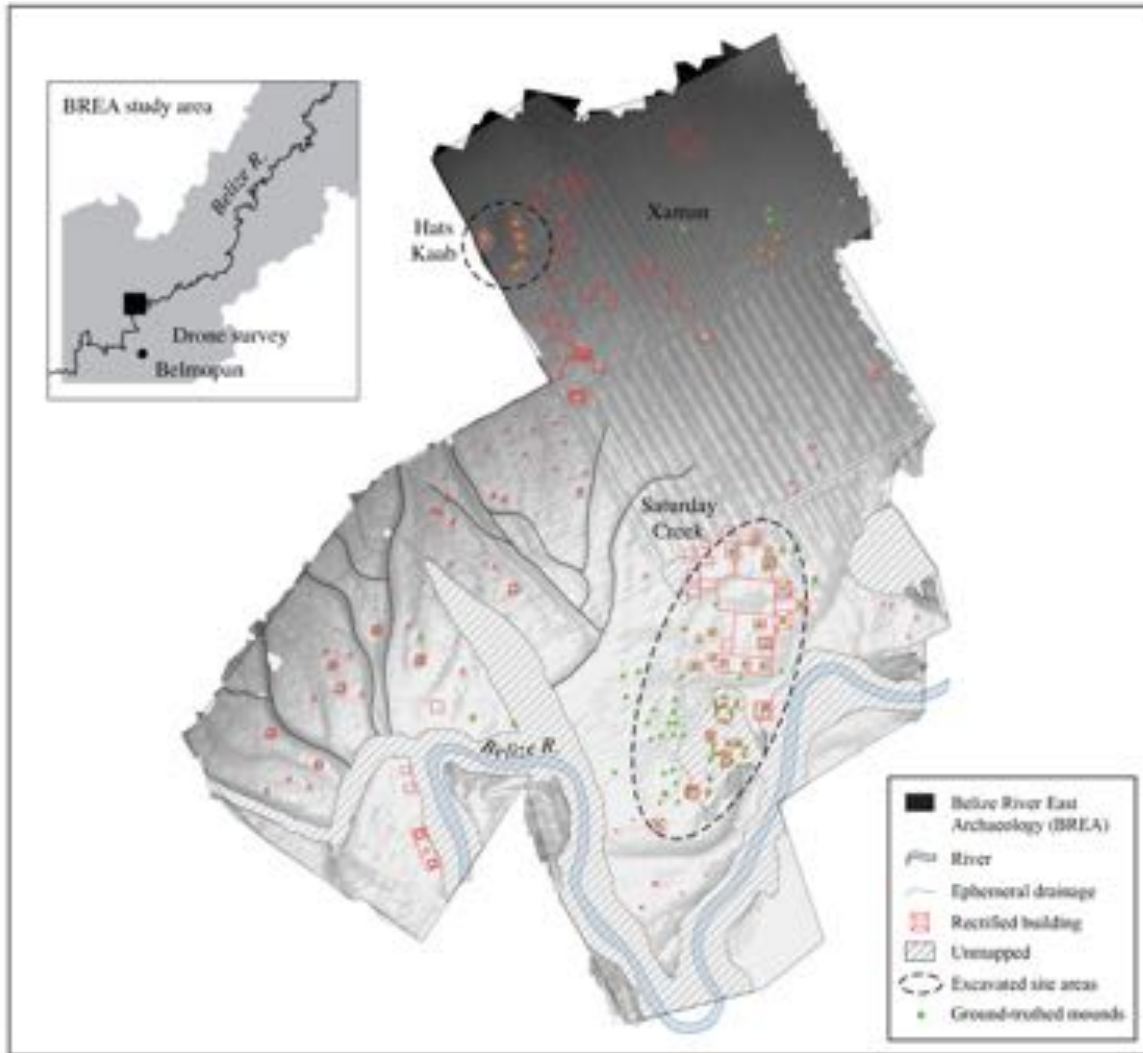 BREA study area
Belize R.
Drone survey
Belmopan
Hats
Kaab
Xaman
Saturday
Creek
Belize R.
Belize River East
Archaeology (BREA)
River
Ephemeral drainage
Rectified building
Unmapped
Excavated site areas
Ground-truthed mounds